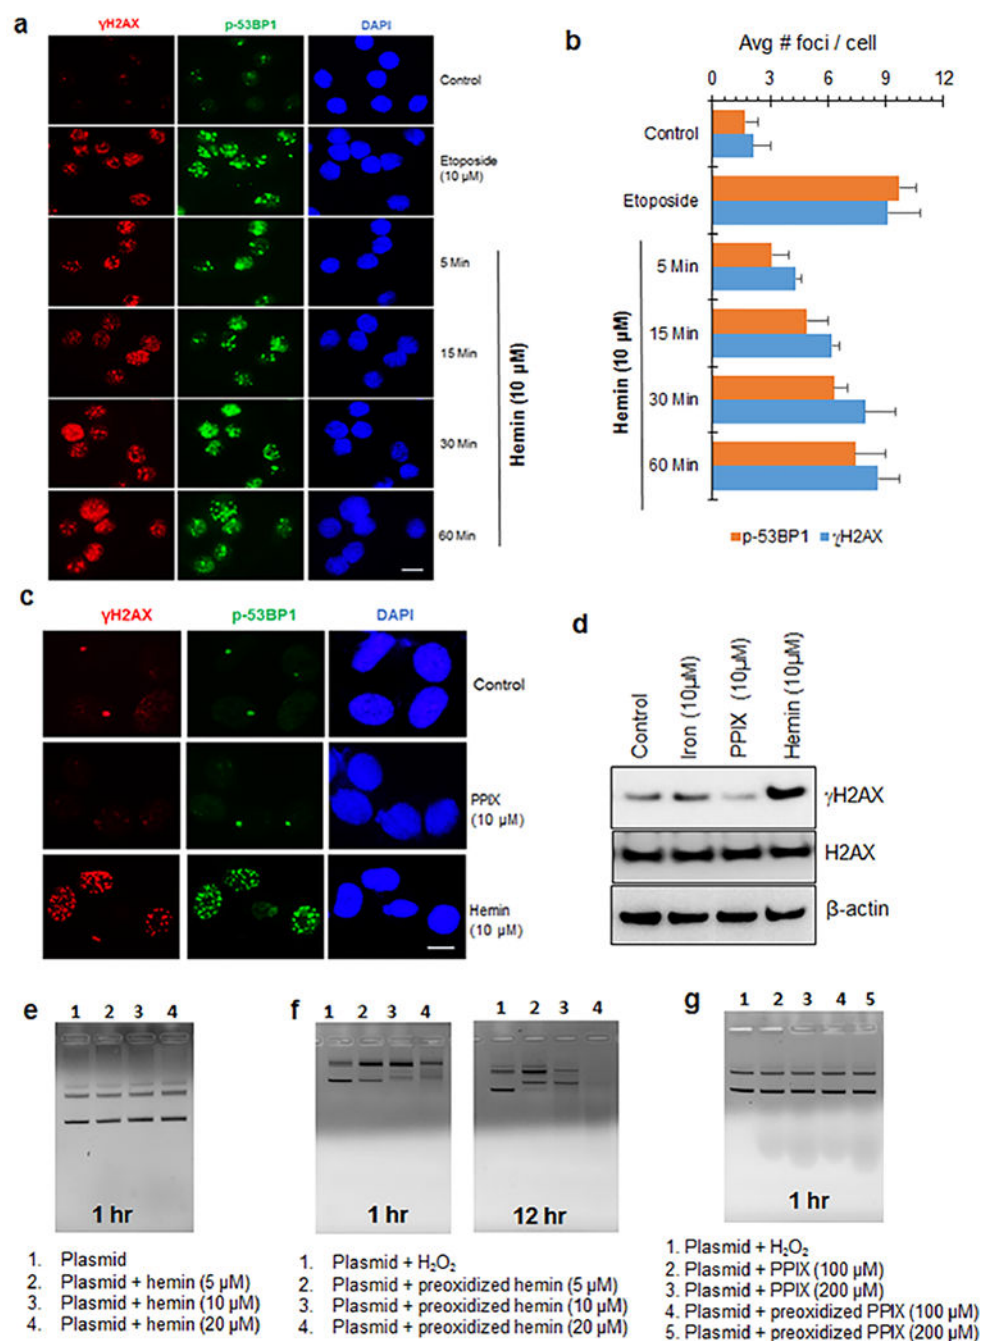 a
γH2AX p-53BP1 DAPI
Control
Etoposide
(10 µM)
5 Min
15 Min
30 Min
60 Min
Hemin (10 µM)
b
Avg # foci / cell
0 3 6 9 12
Control
Etoposide
5 Min
15 Min
30 Min
60 Min
Hemin (10 µM)
p-53BP1 γH2AX
c
γH2AX p-53BP1 DAPI
Control
PPIX
(10 µM)
Hemin
(10 µM)
d
Control
Iron (10µM)
PPIX (10µM)
Hemin (10µM)
γH2AX
H2AX
β-actin
e
1 2 3 4
1 hr
1. Plasmid
2. Plasmid + hemin (5 µM)
3. Plasmid + hemin (10 µM)
4. Plasmid + hemin (20 µM)
f
1 2 3 4
1 hr
1 2 3 4
12 hr
1. Plasmid + H₂O₂
2. Plasmid + preoxidized hemin (5 µM)
3. Plasmid + preoxidized hemin (10 µM)
4. Plasmid + preoxidized hemin (20 µM)
g
1 2 3 4 5
1 hr
1. Plasmid + H₂O₂
2. Plasmid + PPIX (100 µM)
3. Plasmid + PPIX (200 µM)
4. Plasmid + preoxidized PPIX (100 µM)
5. Plasmid + preoxidized PPIX (200 µM)